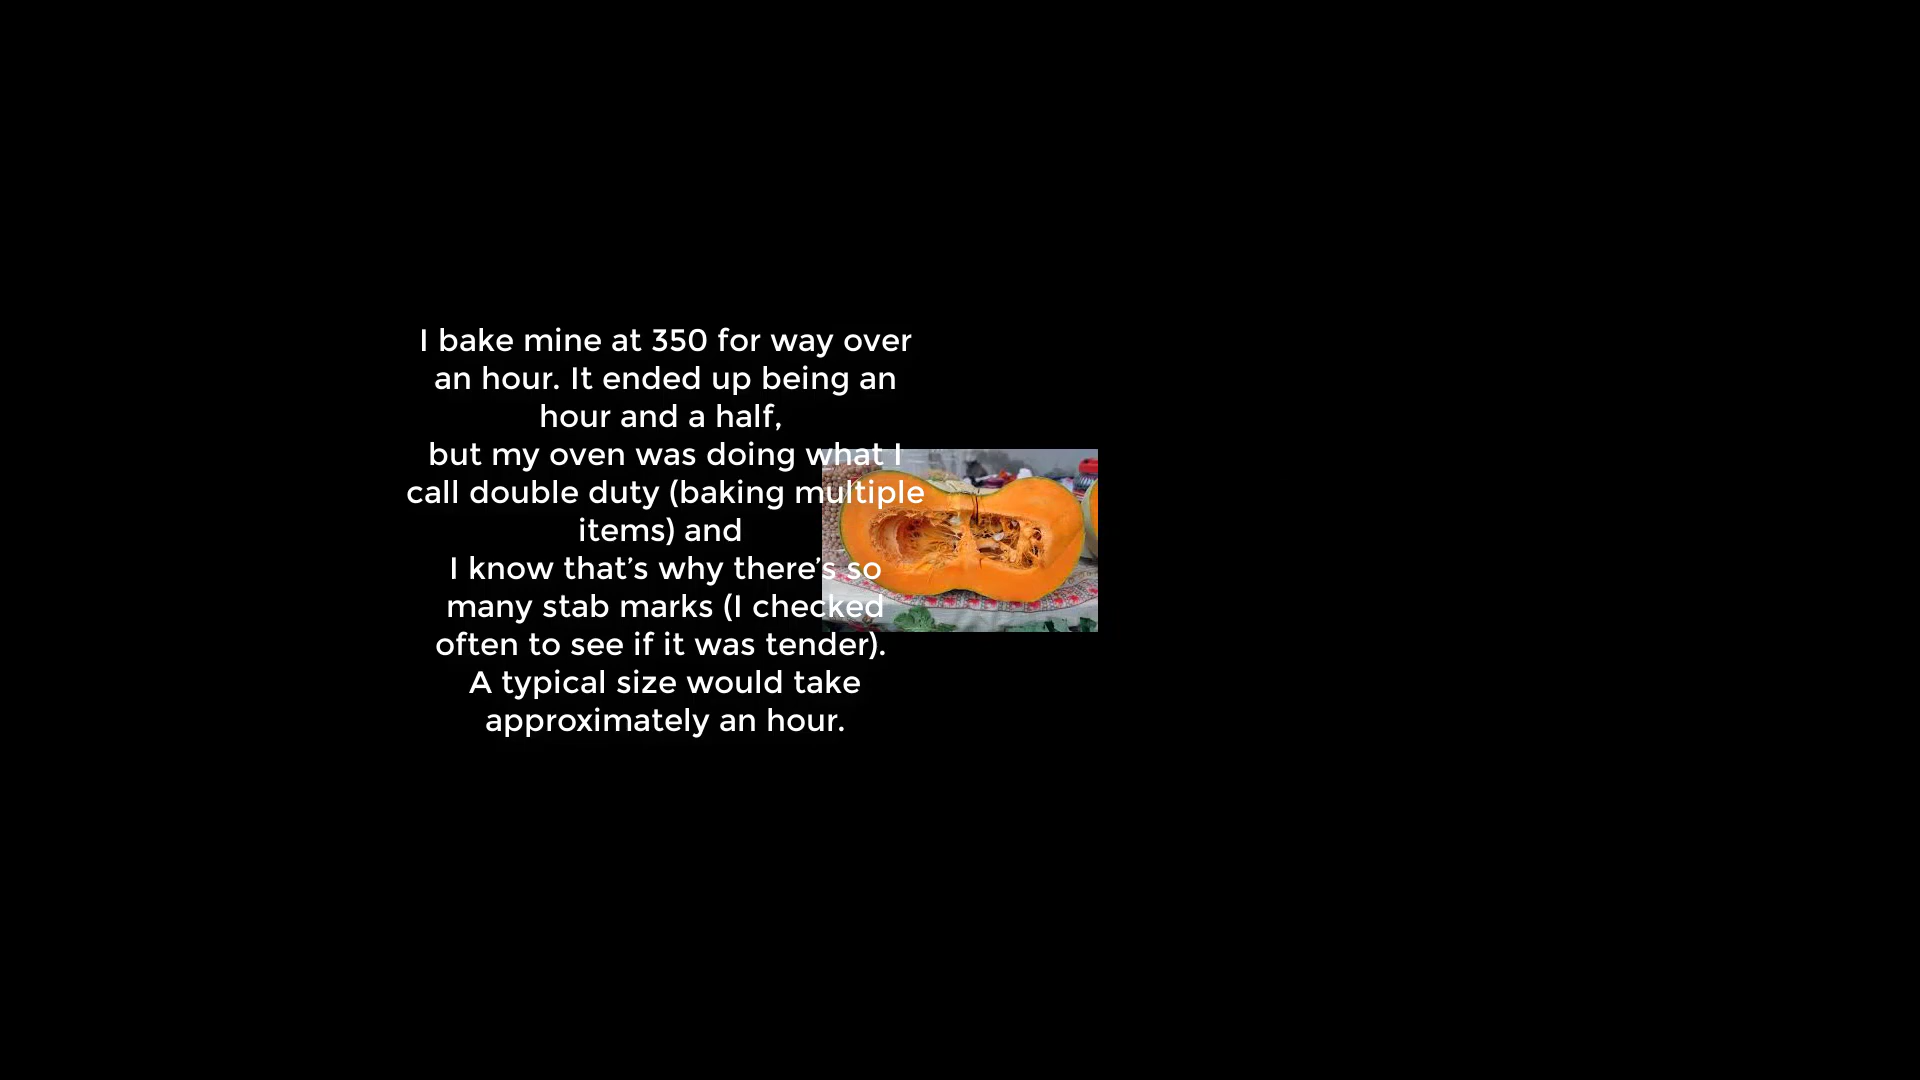 I bake mine at 350 for way over
an hour. It ended up being an
hour and a half,
but my oven was doing what I
call double duty (baking multiple
items) and
I know that’s why there’s so
many stab marks (I checked
often to see if it was tender).
A typical size would take
approximately an hour.